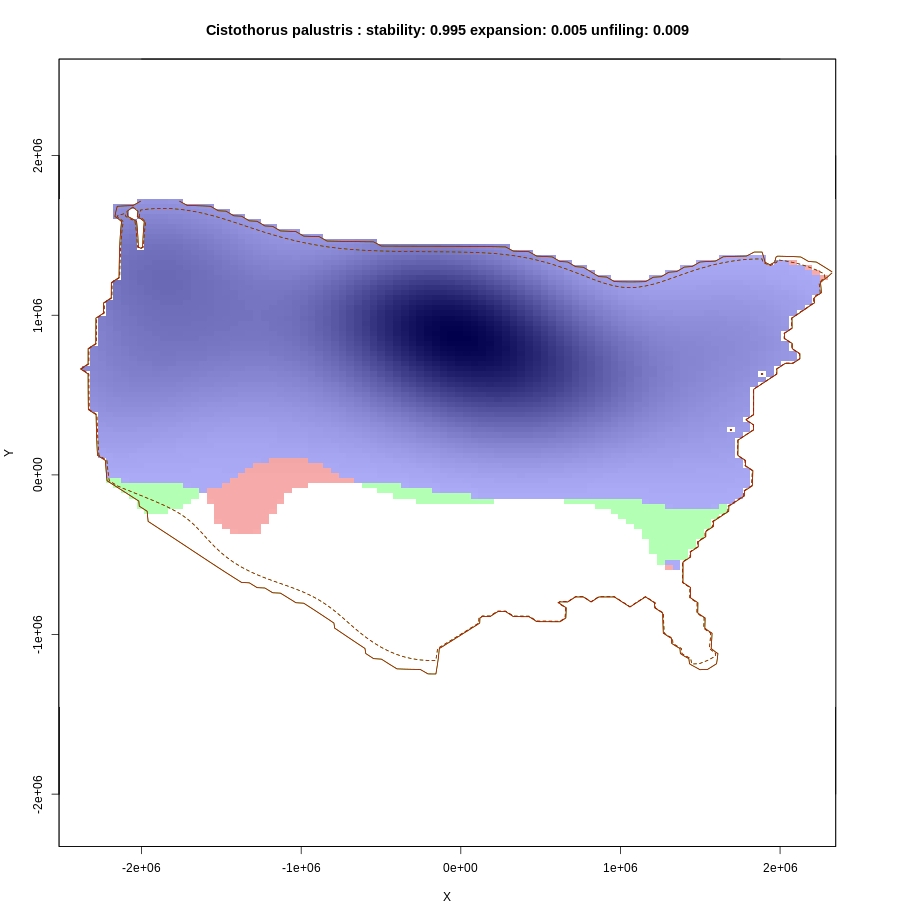 Cistothorus palustris : stability: 0.995 expansion: 0.005 unfiling: 0.009
2e+06
1e+06
Y
0e+00
-1e+06
-2e+06
-2e+06 -1e+06 0e+00 1e+06 2e+06
X